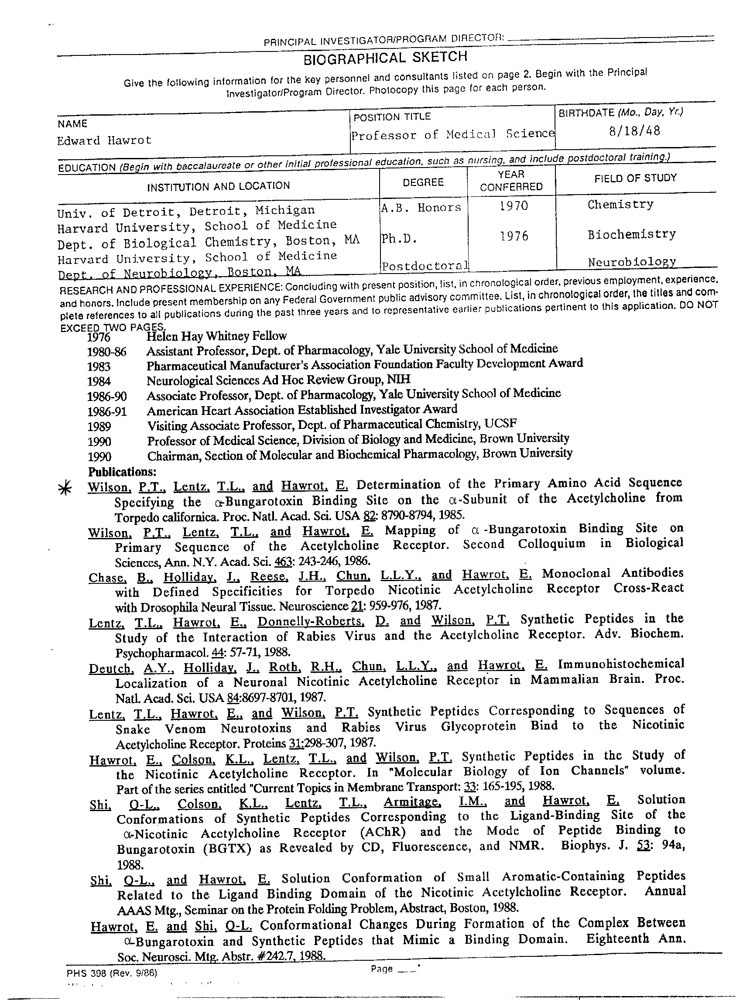 PRINCIPAL INVESTIGATOR/PROGRAM DIRECTOR:
BIOGRAPHICAL SKETCH
Give the following information for the key personnel and consultants listed on page 2. Begin with the Principal
Investigator/Program Director. Photocopy this page for each person.
NAME
POSITION TITLE
BIRTHDATE (Mo., Day, Yr.)
Edward Hawrot
Professor of Medical Science
8/18/48
EDUCATION (Begin with baccalaureate or other initial professional education, such as nursing, and include postdoctoral training.)
INSTITUTION AND LOCATION
DEGREE
YEAR CONFERRED
FIELD OF STUDY
Univ. of Detroit, Detroit, Michigan A.B. Honors 1970 Chemistry
Harvard University, School of Medicine
Dept. of Biological Chemistry, Boston, MA Ph.D. 1976 Biochemistry
Harvard University, School of Medicine
Dept. of Neurobiology, Boston, MA Postdoctoral Neurobiology
RESEARCH AND PROFESSIONAL EXPERIENCE: Concluding with present position, list, in chronological order, previous employment, experience,
and honors. Include present membership on any Federal Government public advisory committee. List, in chronological order, the titles and com-
plete references to all publications during the past three years and to representative earlier publications pertinent to this application. DO NOT
EXCEED TWO PAGES.
1976 Helen Hay Whitney Fellow
1980-86 Assistant Professor, Dept. of Pharmacology, Yale University School of Medicine
1983 Pharmaceutical Manufacturer's Association Foundation Faculty Development Award
1984 Neurological Sciences Ad Hoc Review Group, NIH
1986-90 Associate Professor, Dept. of Pharmacology, Yale University School of Medicine
1986-91 American Heart Association Established Investigator Award
1989 Visiting Associate Professor, Dept. of Pharmaceutical Chemistry, UCSF
1990 Professor of Medical Science, Division of Biology and Medicine, Brown University
1990 Chairman, Section of Molecular and Biochemical Pharmacology, Brown University
Publications:
* Wilson, P.T., Lentz, T.L., and Hawrot, E. Determination of the Primary Amino Acid Sequence
Specifying the α-Bungarotoxin Binding Site on the α-Subunit of the Acetylcholine from
Torpedo californica. Proc. Natl. Acad. Sci. USA 82: 8790-8794, 1985.
Wilson, P.T., Lentz, T.L., and Hawrot, E. Mapping of α -Bungarotoxin Binding Site on
Primary Sequence of the Acetylcholine Receptor. Second Colloquium in Biological
Sciences, Ann. N.Y. Acad. Sci. 463: 243-246, 1986.
Chase, B., Holliday, J., Reese, J.H., Chun, L.L.Y., and Hawrot, E. Monoclonal Antibodies
with Defined Specificities for Torpedo Nicotinic Acetylcholine Receptor Cross-React
with Drosophila Neural Tissue. Neuroscience 21: 959-976, 1987.
Lentz, T.L., Hawrot, E., Donnelly-Roberts, D. and Wilson, P.T. Synthetic Peptides in the
Study of the Interaction of Rabies Virus and the Acetylcholine Receptor. Adv. Biochem.
Psychopharmacol. 44: 57-71, 1988.
Deutch, A.Y., Holliday, J., Roth, R.H., Chun, L.L.Y., and Hawrot, E. Immunohistochemical
Localization of a Neuronal Nicotinic Acetylcholine Receptor in Mammalian Brain. Proc.
Natl. Acad. Sci. USA 84:8697-8701, 1987.
Lentz, T.L., Hawrot, E., and Wilson, P.T. Synthetic Peptides Corresponding to Sequences of
Snake Venom Neurotoxins and Rabies Virus Glycoprotein Bind to the Nicotinic
Acetylcholine Receptor. Proteins 31:298-307, 1987.
Hawrot, E., Colson, K.L., Lentz, T.L., and Wilson, P.T. Synthetic Peptides in the Study of
the Nicotinic Acetylcholine Receptor. In "Molecular Biology of Ion Channels" volume.
Part of the series entitled "Current Topics in Membrane Transport: 33: 165-195, 1988.
Shi, Q-L., Colson, K.L., Lentz, T.L., Armitage, I.M., and Hawrot, E. Solution
Conformations of Synthetic Peptides Corresponding to the Ligand-Binding Site of the
α-Nicotinic Acetylcholine Receptor (AChR) and the Mode of Peptide Binding to
Bungarotoxin (BGTX) as Revealed by CD, Fluorescence, and NMR. Biophys. J. 53: 94a,
1988.
Shi, Q-L., and Hawrot, E. Solution Conformation of Small Aromatic-Containing Peptides
Related to the Ligand Binding Domain of the Nicotinic Acetylcholine Receptor. Annual
AAAS Mtg., Seminar on the Protein Folding Problem, Abstract, Boston, 1988.
Hawrot, E. and Shi, Q-L. Conformational Changes During Formation of the Complex Between
α-Bungarotoxin and Synthetic Peptides that Mimic a Binding Domain. Eighteenth Ann.
Soc. Neurosci. Mtg. Abstr. #242.7, 1988.
PHS 398 (Rev. 9/86)
Page